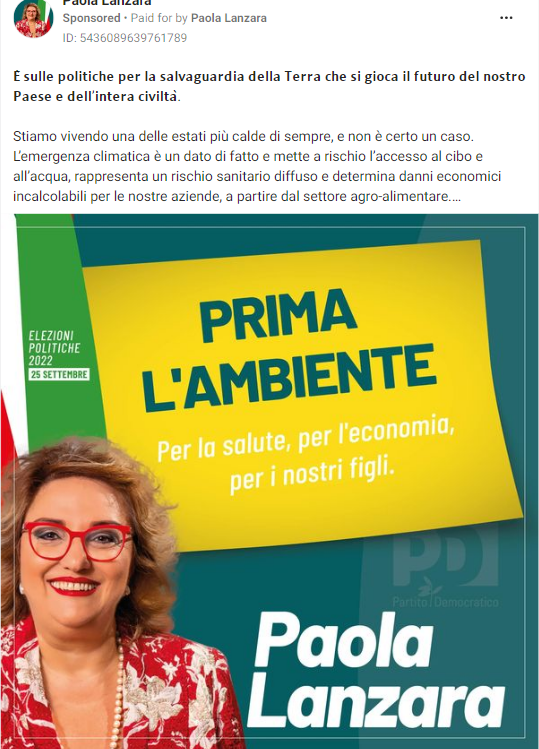 Paola Lanzara
Sponsored • Paid for by Paola Lanzara
ID: 5436089639761789
È sulle politiche per la salvaguardia della Terra che si gioca il futuro del nostro
Paese e dell'intera civiltà.
Stiamo vivendo una delle estati più calde di sempre, e non è certo un caso.
L'emergenza climatica è un dato di fatto e mette a rischio l'accesso al cibo e
all'acqua, rappresenta un rischio sanitario diffuso e determina danni economici
incalcolabili per le nostre aziende, a partire dal settore agro-alimentare....
ELEZIONI
POLITICHE
2022
25 SETTEMBRE
PRIMA
L'AMBIENTE
Per la salute, per l'economia,
per i nostri figli.
PD
Partito Democratico
Paola
Lanzara